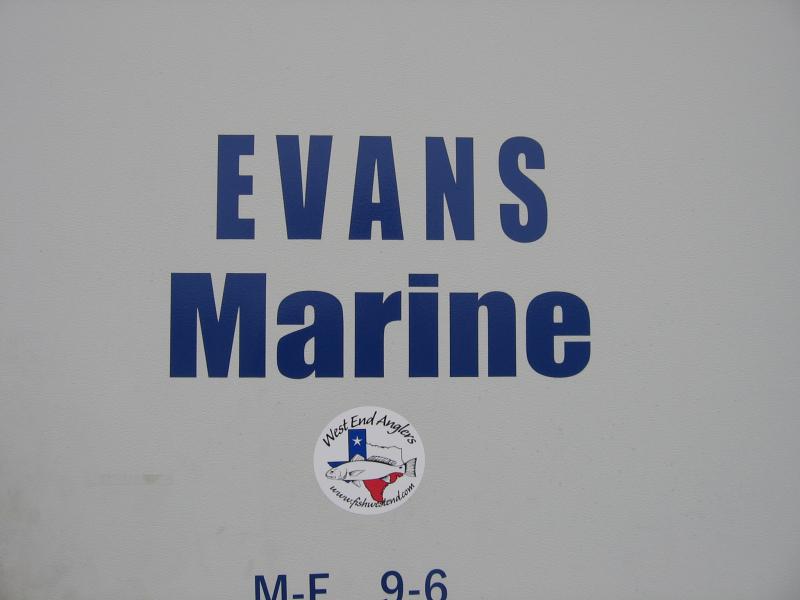 EVANS
Marine
West End Anglers
www.fishwestend.com
M-F 9-6